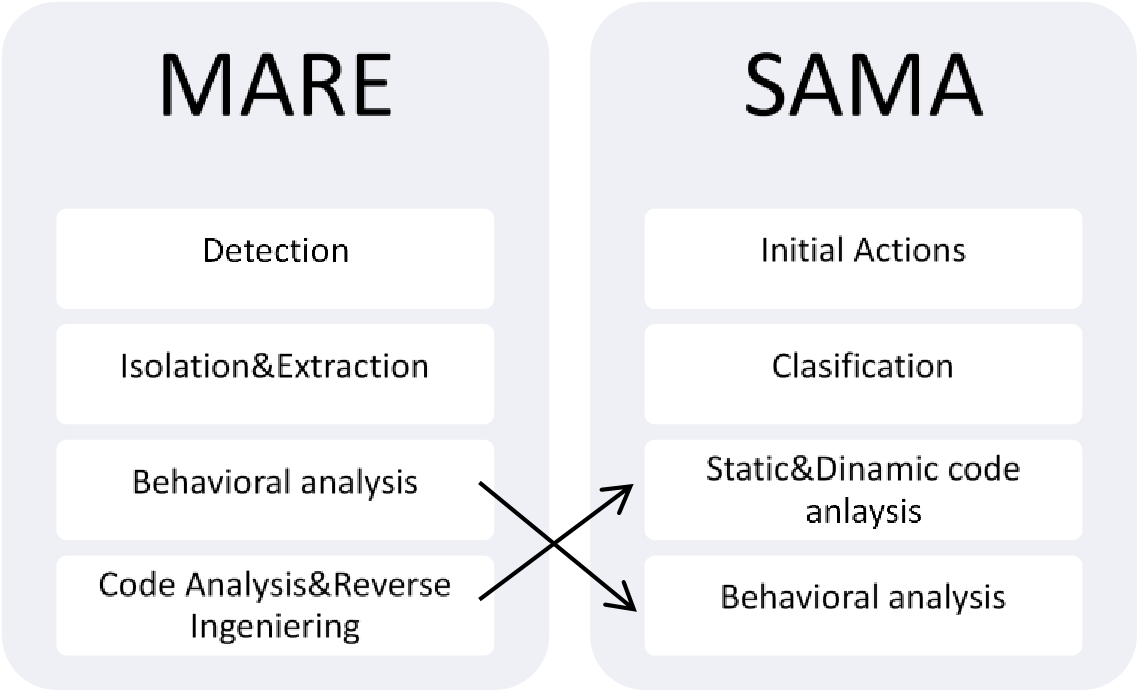 MARE
Detection
Isolation&Extraction
Behavioral analysis
Code Analysis&Reverse
Ingeniering
SAMA
Initial Actions
Clasification
Static&Dinamic code
anlaysis
Behavioral analysis